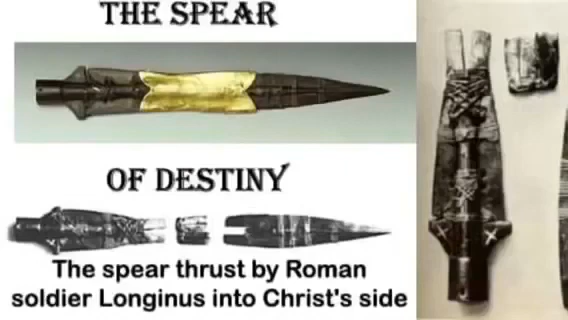 THE SPEAR
OF DESTINY
The spear thrust by Roman
soldier Longinus into Christ's side